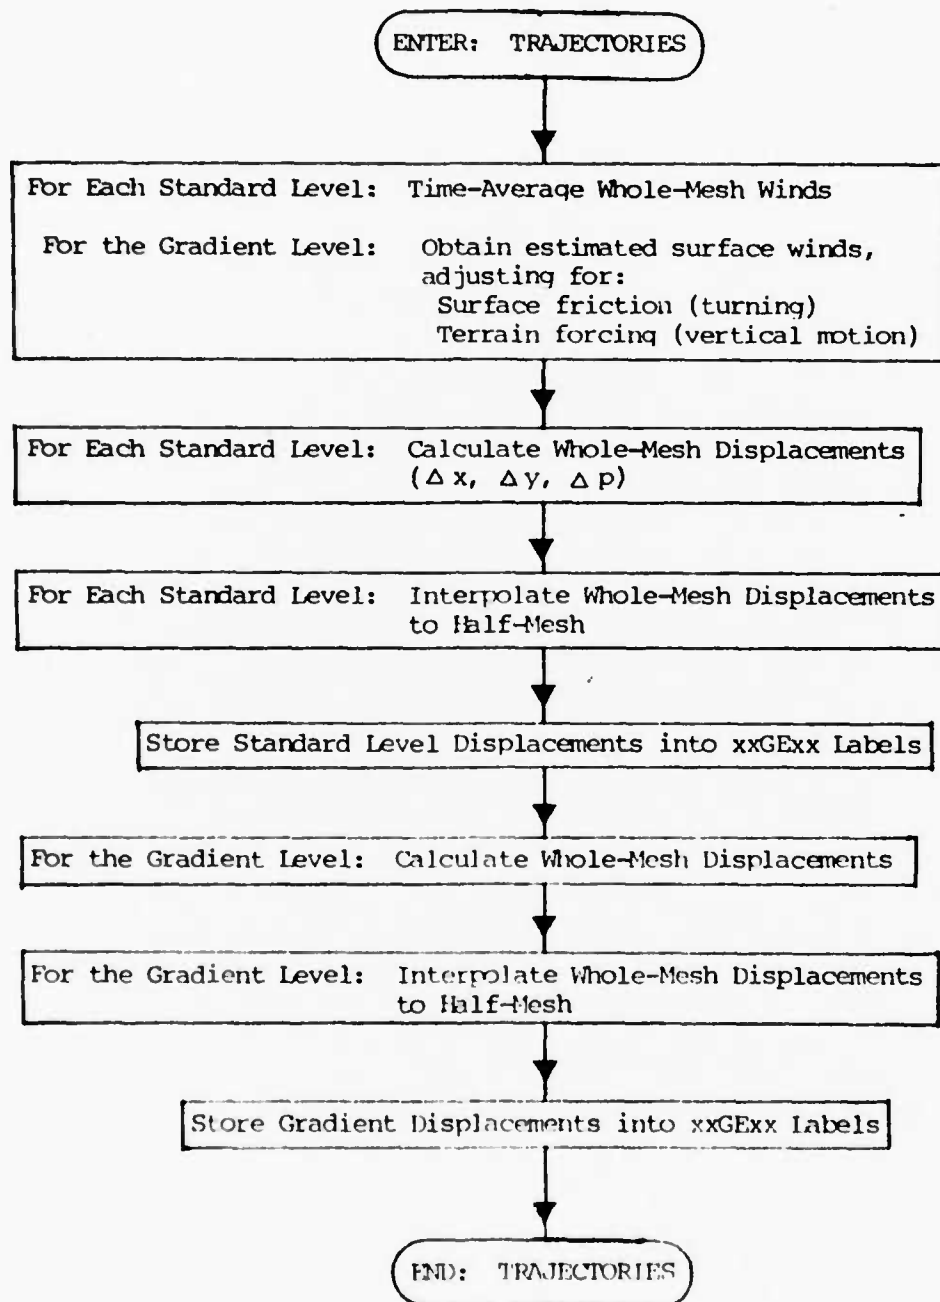 ENTER: TRAJECTORIES
For Each Standard Level: Time-Average Whole-Mesh Winds
For the Gradient Level: Obtain estimated surface winds,
adjusting for:
Surface friction (turning)
Terrain forcing (vertical motion)
For Each Standard Level: Calculate Whole-Mesh Displacements
(Δx, Δy, Δp)
For Each Standard Level: Interpolate Whole-Mesh Displacements
to Half-Mesh
Store Standard Level Displacements into xxGExx Labels
For the Gradient Level: Calculate Whole-Mesh Displacements
For the Gradient Level: Interpolate Whole-Mesh Displacements
to Half-Mesh
Store Gradient Displacements into xxGExx Labels
END: TRAJECTORIES